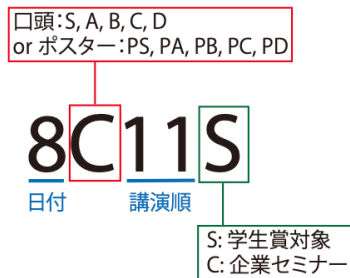 口頭:S, A, B, C, D
or ポスター:PS, PA, PB, PC, PD
8C11S
日付 講演順
S: 学生賞対象
C: 企業セミナー